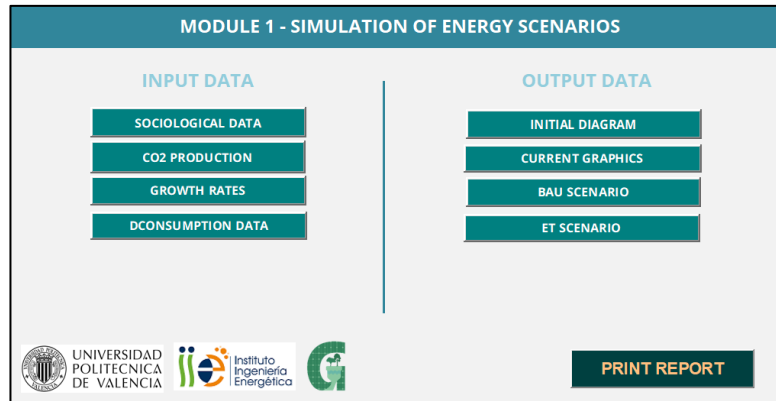 MODULE 1 - SIMULATION OF ENERGY SCENARIOS
INPUT DATA
SOCIOLOGICAL DATA
CO2 PRODUCTION
GROWTH RATES
DCONSUMPTION DATA
OUTPUT DATA
INITIAL DIAGRAM
CURRENT GRAPHICS
BAU SCENARIO
ET SCENARIO
UNIVERSIDAD
POLITECNICA
DE VALENCIA
iie
Instituto
Ingeniería
Energética
G
PRINT REPORT